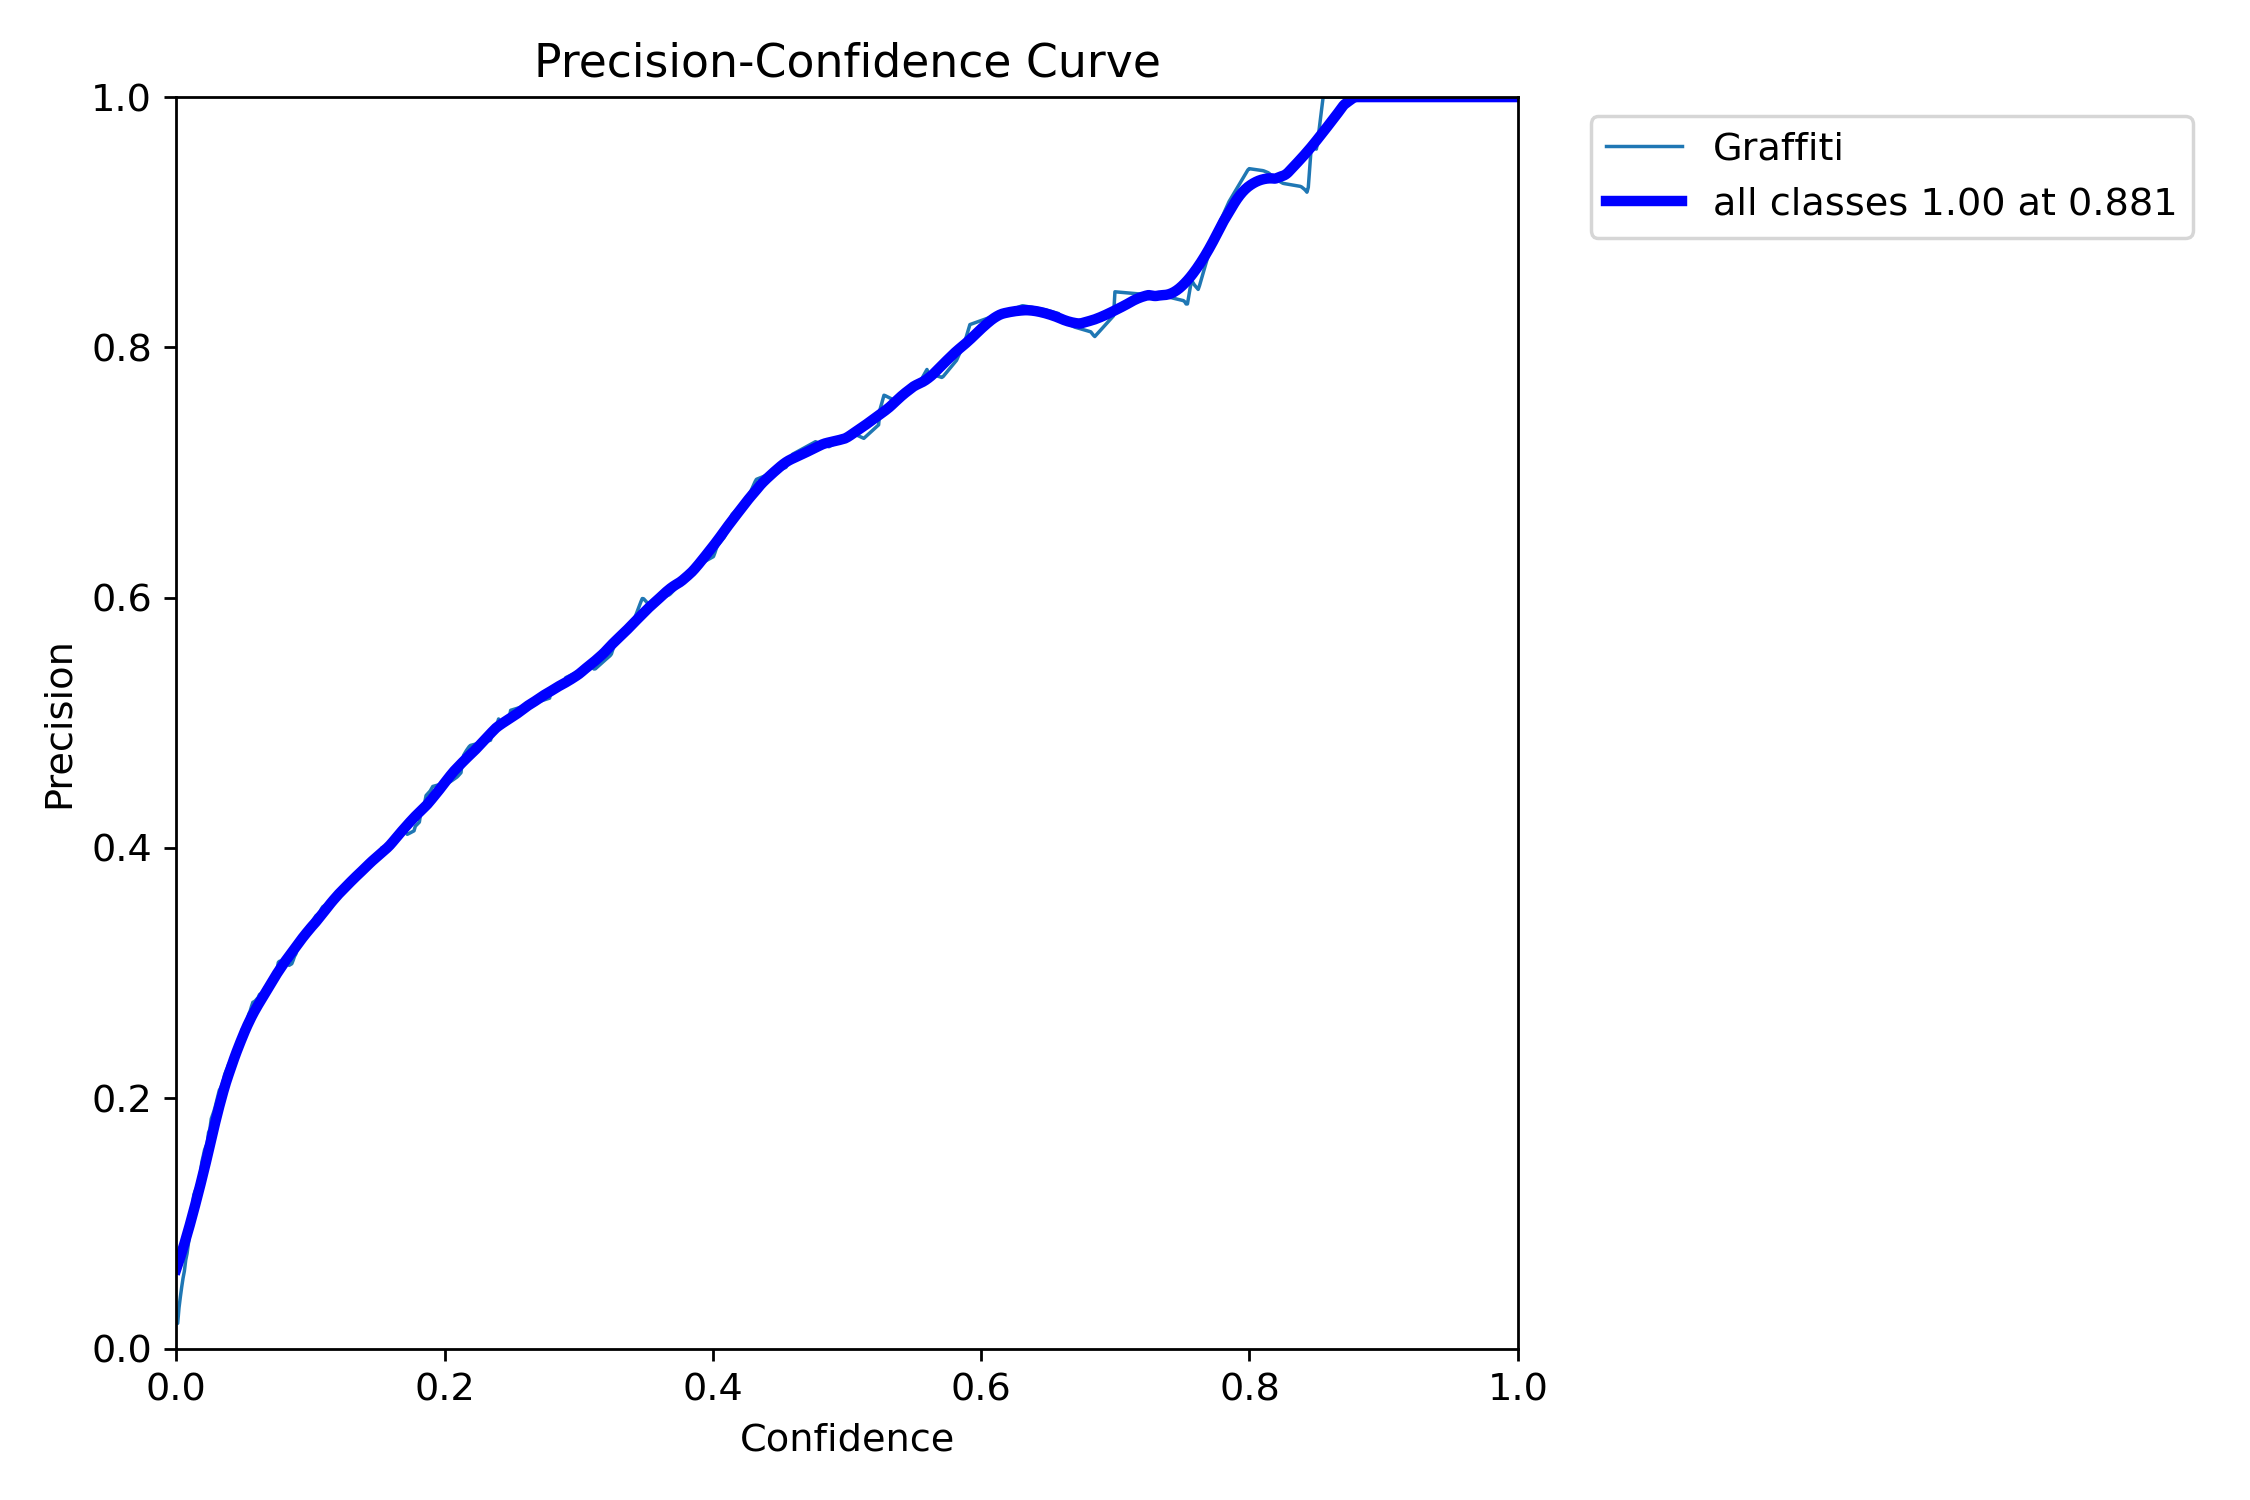 Precision-Confidence Curve
1.0
0.8
0.6
0.4
0.2
0.0
Precision
0.0 0.2 0.4 0.6 0.8 1.0
Confidence
Graffiti
all classes 1.00 at 0.881